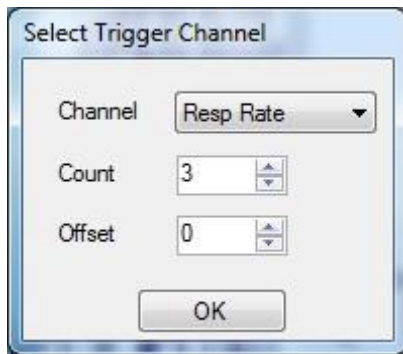 Select Trigger Channel
Channel Resp Rate
Count 3
Offset 0
OK